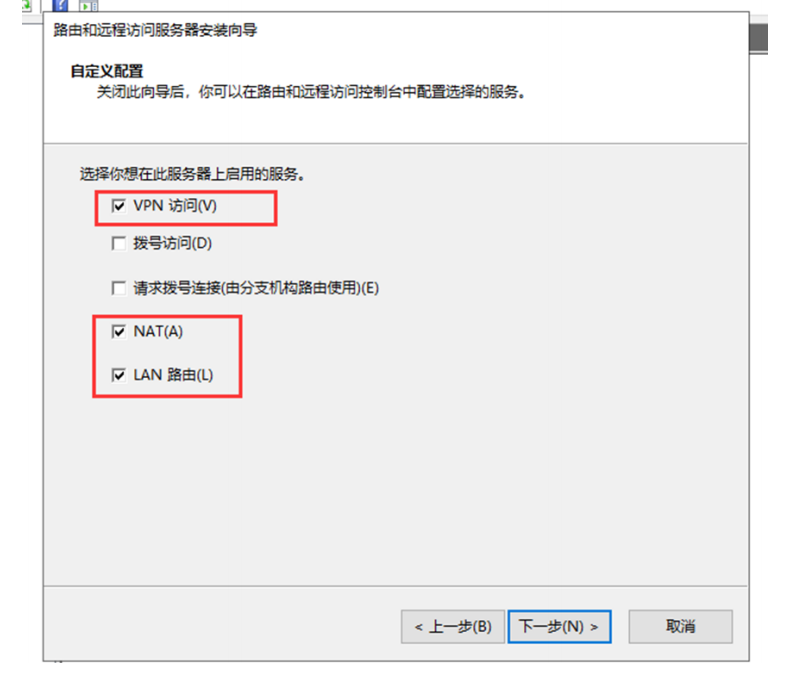 路由和远程访问服务器安装向导
自定义配置
关闭此向导后，你可以在路由和远程访问控制台中配置选择的服务。
选择你想在此服务器上启用的服务。
VPN 访问(V)
拨号访问(D)
请求拨号连接(由分支机构路由使用)(E)
NAT(A)
LAN 路由(L)
< 上一步(B) 下一步(N) > 取消